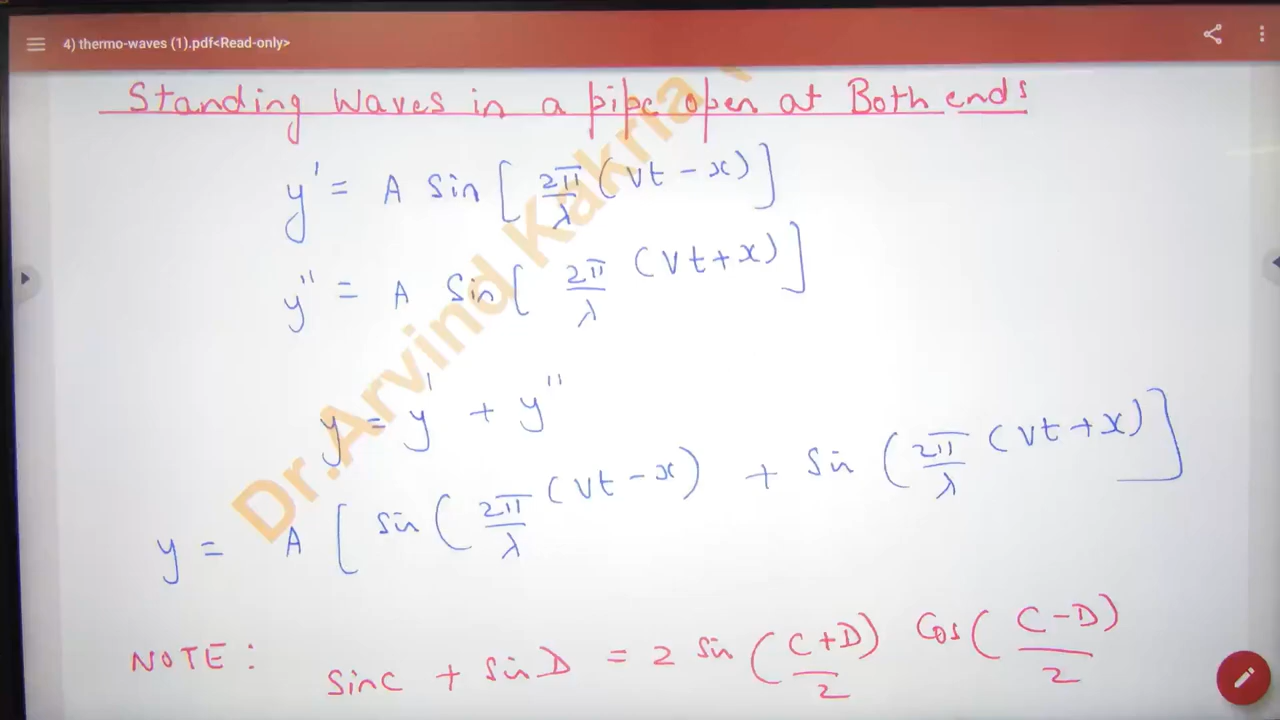 4) thermo-waves (1).pdf<Read-only>
Standing Waves in a pipe open at Both ends
y' = A Sin [ 2π/λ (Vt - x) ]
y'' = A Sin [ 2π/λ (Vt + x) ]
y = y' + y''
y = A [ Sin ( 2π/λ (Vt - x) ) + Sin ( 2π/λ (Vt + x) ]
NOTE : SinC + SinD = 2 Sin ( C+D/2 ) Cos ( C-D/2 )
Dr.Arvind Kakria